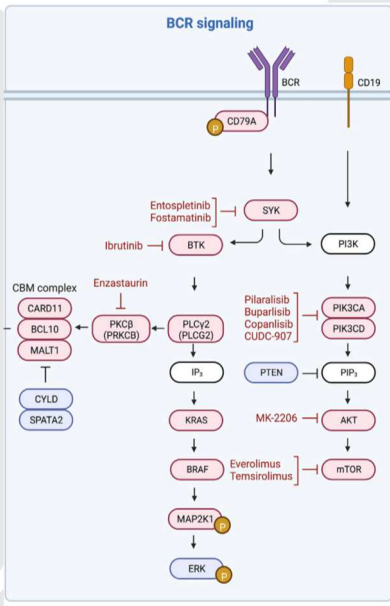 BCR signaling
BCR
CD19
CD79A
P
Entospletinib
Fostamatinib
SYK
Ibrutinib
BTK
PI3K
Enzastaurin
CBM complex
CARD11
BCL10
MALT1
PKCβ
(PRKCB)
PLCγ2
(PLCG2)
Pilaralisib
Buparlisib
Copanlisib
CUDC-907
PIK3CA
PIK3CD
IP₃
PTEN
PIP₃
CYLD
SPATA2
KRAS
MK-2206
AKT
BRAF
Everolimus
Temsirolimus
mTOR
MAP2K1
P
ERK
P